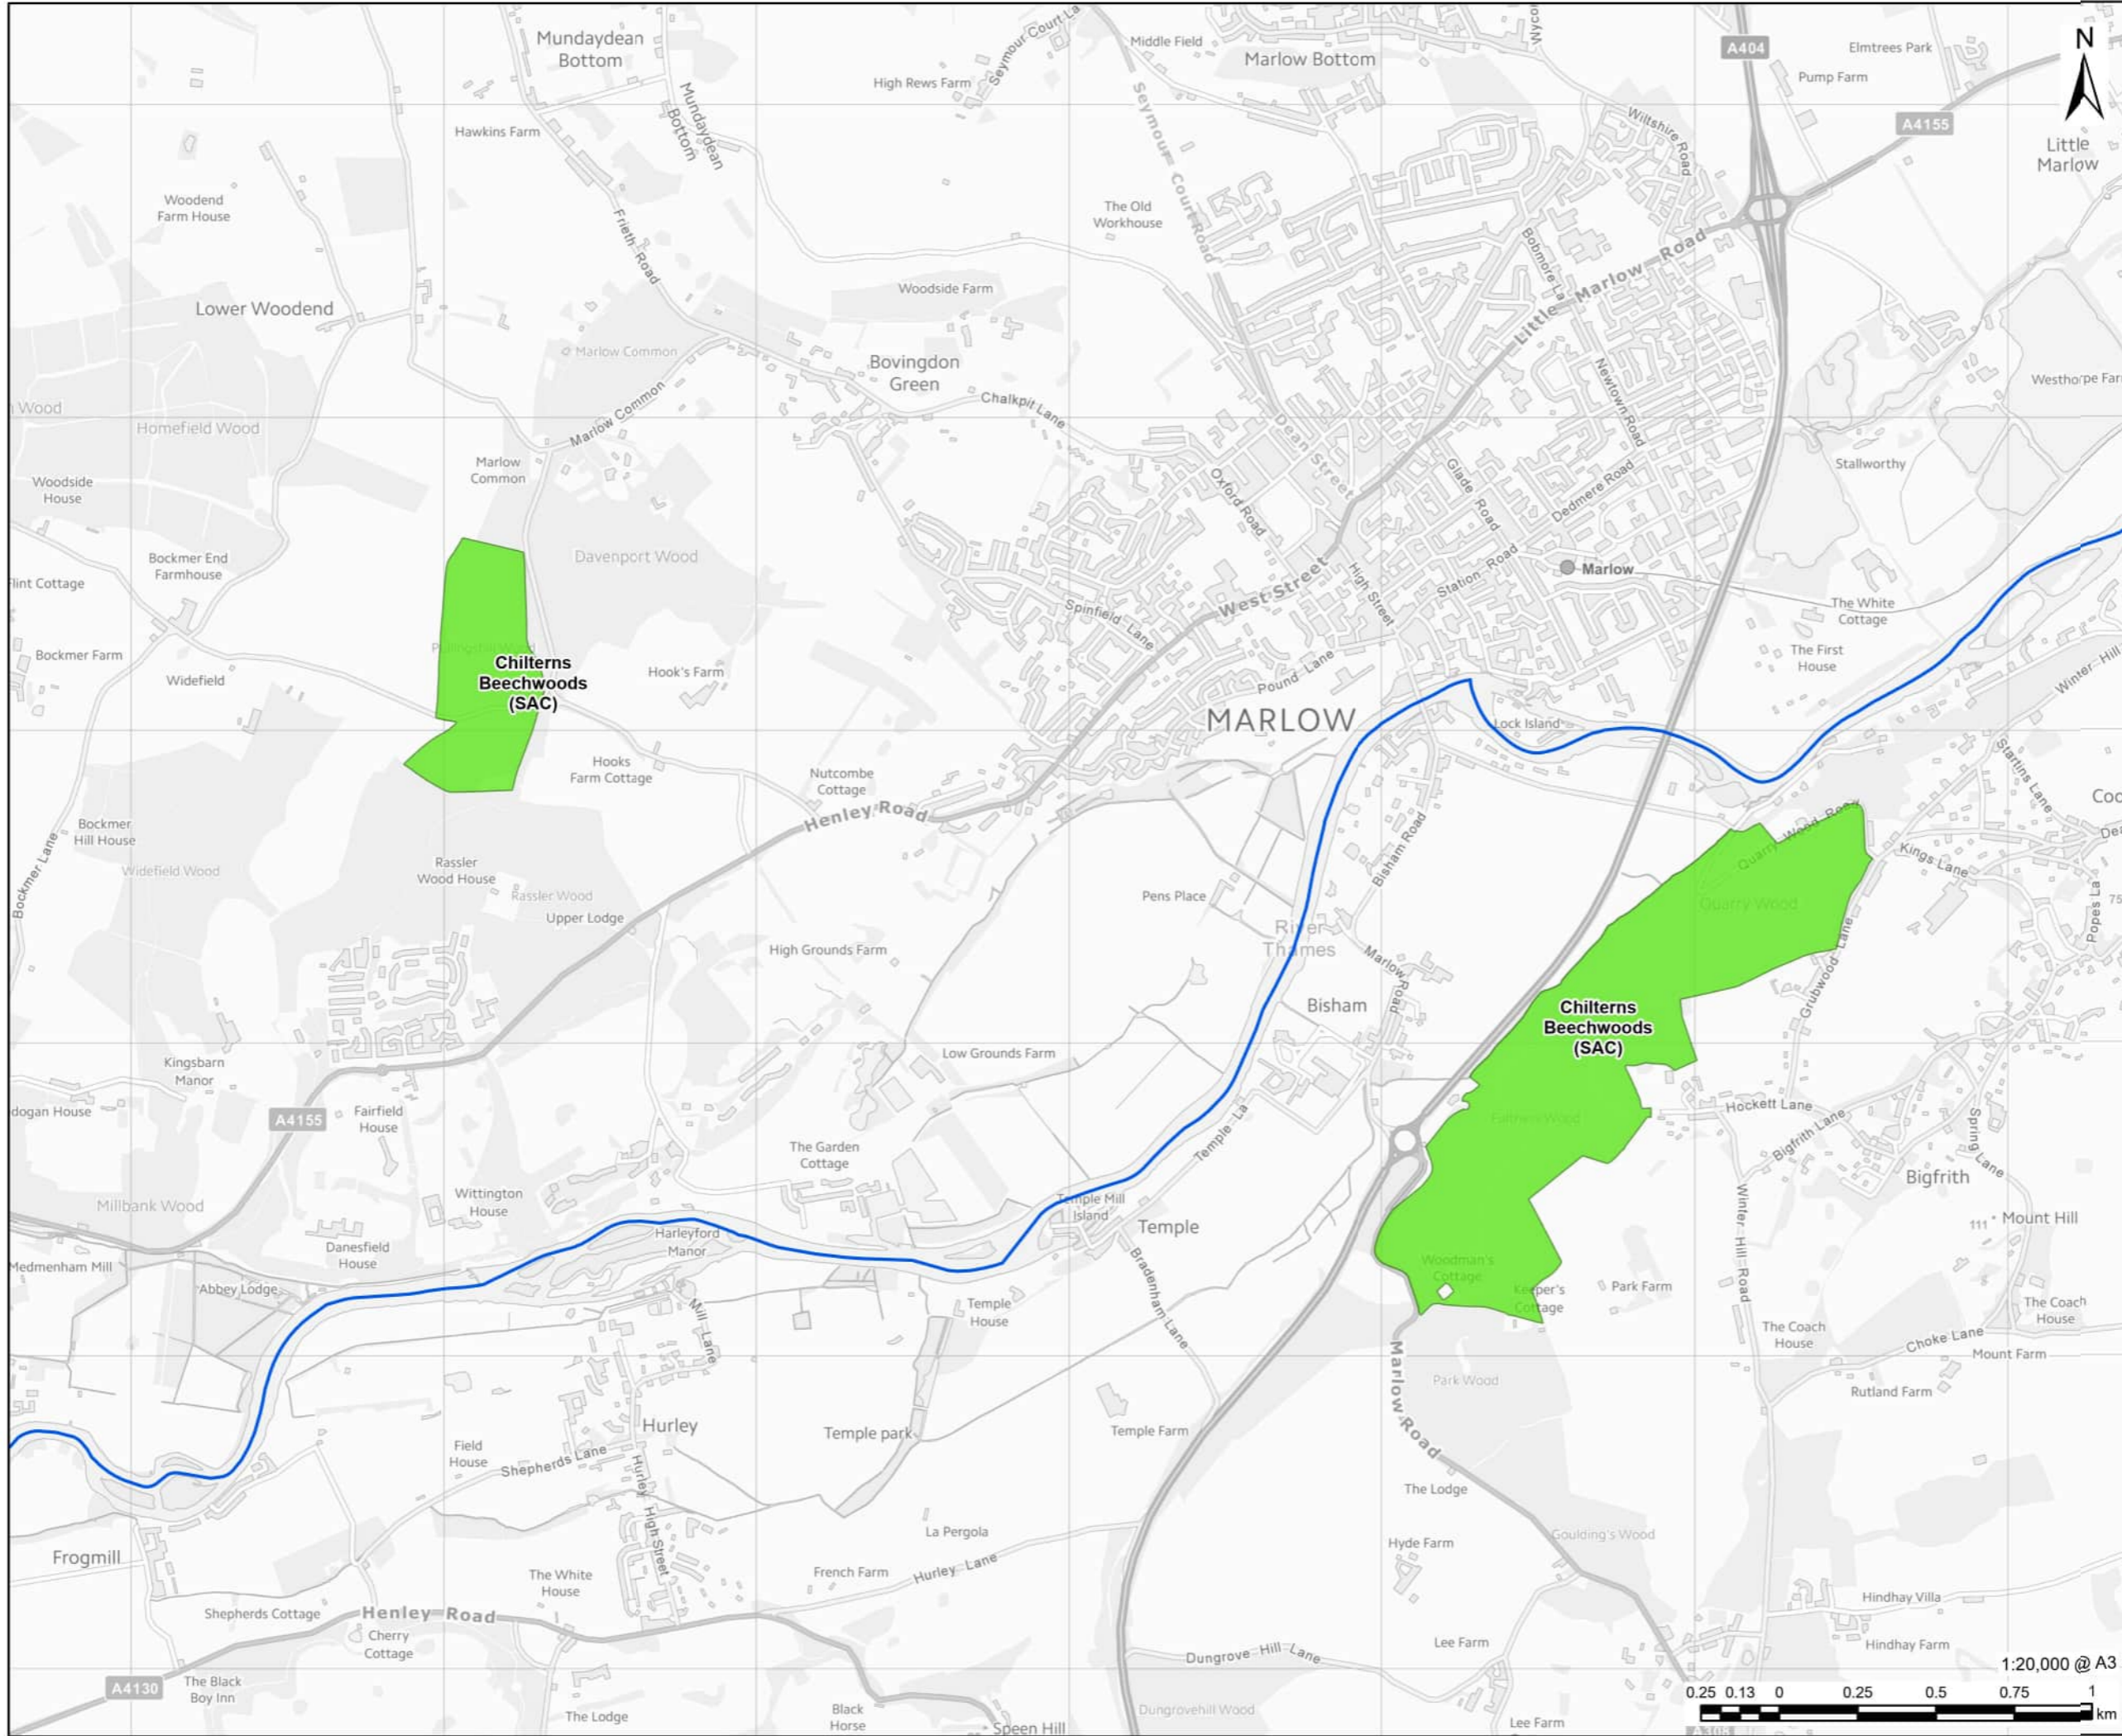 Mundaydean
Bottom
Seymour Court La
Middle Field
Marlow Bottom
A404
Elmtrees Park
N
High Rews Farm
Pump Farm
Mundaydean
Bottom
Seymour Court Road
Hawkins Farm
Wiltshire Road
A4155
Little
Marlow
Woodend
Farm House
Frieth Road
The Old
Workhouse
Bobmore La
Little Marlow Road
Woodside Farm
Lower Woodend
Marlow Common
Bovingdon
Green
Newtown Road
Chalkpit Lane
Wood
Homefield Wood
Marlow Common
Dean Street
Marlow
Common
Oxford Road
Glade Road
Dedmere Road
Stallworthy
Woodside
House
Bockmer End
Farmhouse
Davenport Wood
Station Road
Marlow
High Street
West Street
Flint Cottage
Spinfield Lane
The White
Cottage
Bockmer Farm
Chilterns
Beechwoods
(SAC)
Hook's Farm
Pound Lane
The First
House
Winter Hill
Widefield
MARLOW
Lock Island
Hooks
Farm Cottage
Nutcombe
Cottage
Henley Road
Startins Lane
Bockmer
Hill House
Bisham Road
Quarry Wood Road
Kings Lane
Bockmer Lane
Widefield Wood
Rassler
Wood House
Rassler Wood
Upper Lodge
Pens Place
Quarry Wood
Popes La
75
High Grounds Farm
River
Thames
Marlow Road
Grubwood Lane
Bisham
Chilterns
Beechwoods
(SAC)
Low Grounds Farm
Kingsbarn
Manor
A4155
Fairfield
House
Temple La
Hockett Lane
Bigfrith Lane
Spring Lane
The Garden
Cottage
Bigfrith
Millbank Wood
Wittington
House
Temple Mill
Island
Temple
Winter Hill Road
111
Mount Hill
Danesfield
House
Harleyford
Manor
Medmenham Mill
Woodman's
Cottage
Keeper's
Cottage
Park Farm
Abbey Lodge
Mill Lane
Temple
House
Bradenham Lane
The Coach
House
The Coach
House
Choke Lane
Mount Farm
Marlow Road
Park Wood
Rutland Farm
Hurley
Temple park
Temple Farm
Field
House
Shepherds Lane
The Lodge
Hurley High Street
La Pergola
Goulding's Wood
Frogmill
Hyde Farm
The White
House
French Farm
Hurley Lane
Shepherds Cottage
Henley Road
Hindhay Villa
Cherry
Cottage
Lee Farm
Hindhay Farm
Dungrove Hill Lane
1:20,000 @ A3
A4130
The Black
Boy Inn
0.25 0.13 0 0.25 0.5 0.75 1
km
The Lodge
Black
Horse
Speen Hill
Dungrovehill Wood
Lee Farm